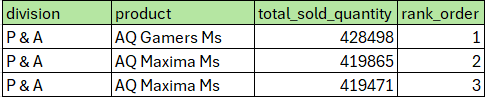 division product total_sold_quantity rank_order
P & A AQ Gamers Ms 428498 1
P & A AQ Maxima Ms 419865 2
P & A AQ Maxima Ms 419471 3